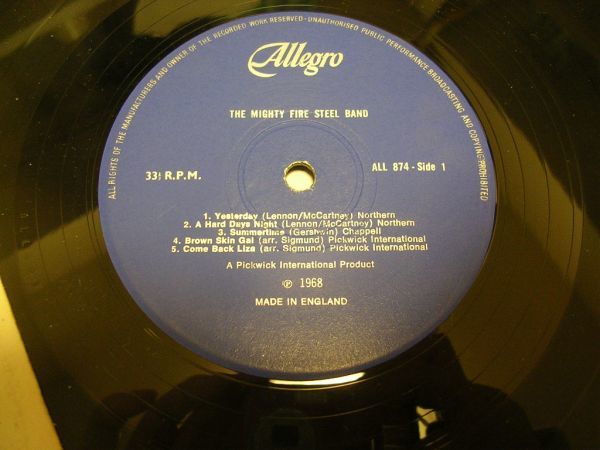 ALL RIGHTS OF THE MANUFACTURERS AND OWNER OF THE RECORDED WORK RESERVED - UNAUTHORISED PUBLIC PERFORMANCE BROADCASTING AND COPYING PROHIBITED
Allegro
THE MIGHTY FIRE STEEL BAND
33⅓ R.P.M. ALL 874 - Side 1
1. Yesterday (Lennon/McCartney) Northern
2. A Hard Days Night (Lennon/McCartney) Northern
3. Summertime (Gershwin) Chappell
4. Brown Skin Gal (arr. Sigmund) Pickwick International
5. Come Back Liza (arr. Sigmund) Pickwick International
A Pickwick International Product
℗ 1968
MADE IN ENGLAND